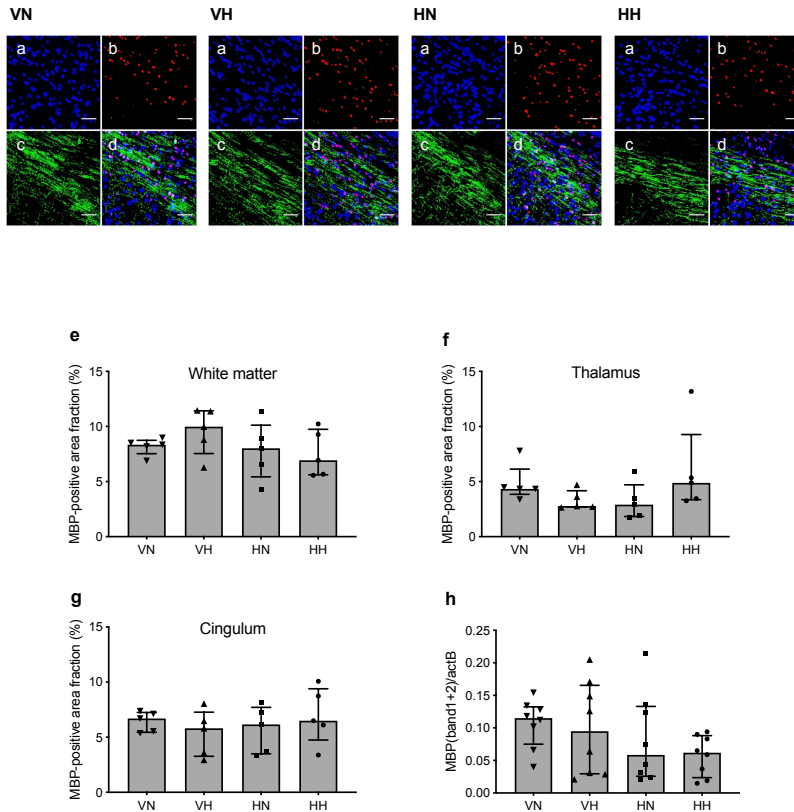 VN VH HN HH
a b a b a b a b
c d c d c d c d
e f
White matter
Thalamus
MBP-positive area fraction (%)
15
10
5
0
VN VH HN HH
MBP-positive area fraction (%)
15
10
5
0
VN VH HN HH
g h
Cingulum
MBP-positive area fraction (%)
15
10
5
0
VN VH HN HH
MBP(band1+2)/actB
0.25
0.20
0.15
0.10
0.05
0.00
VN VH HN HH